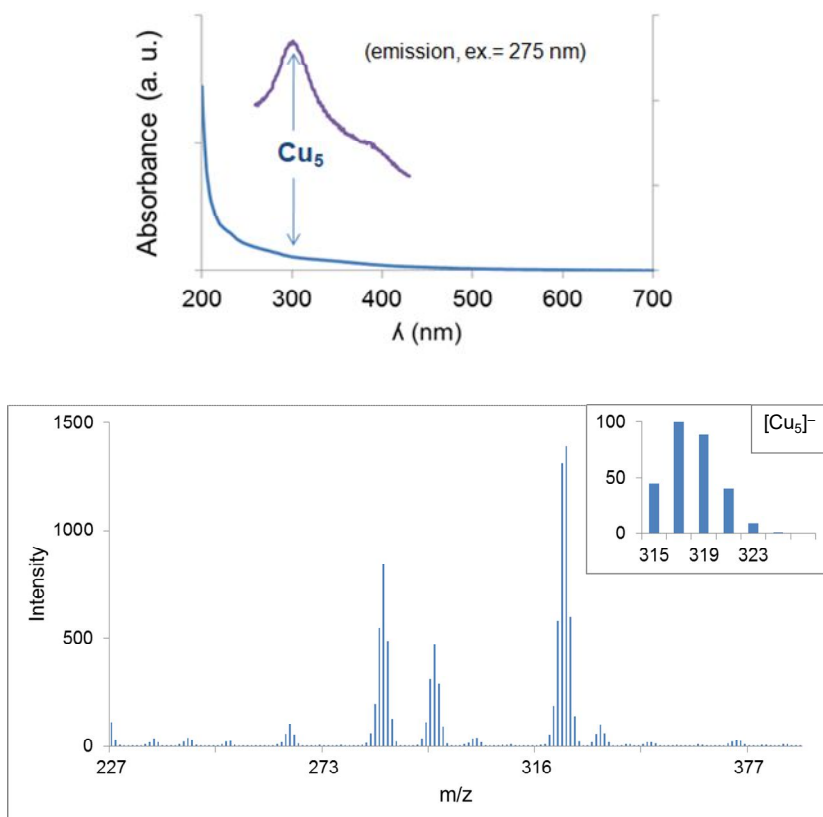 Absorbance (a. u.)
(emission, ex.= 275 nm)
Cu₅
200 300 400 500 600 700
ʎ (nm)
1500
1000
500
0
Intensity
227 273 316 377
m/z
[Cu₅]⁻
100
50
0
315 319 323